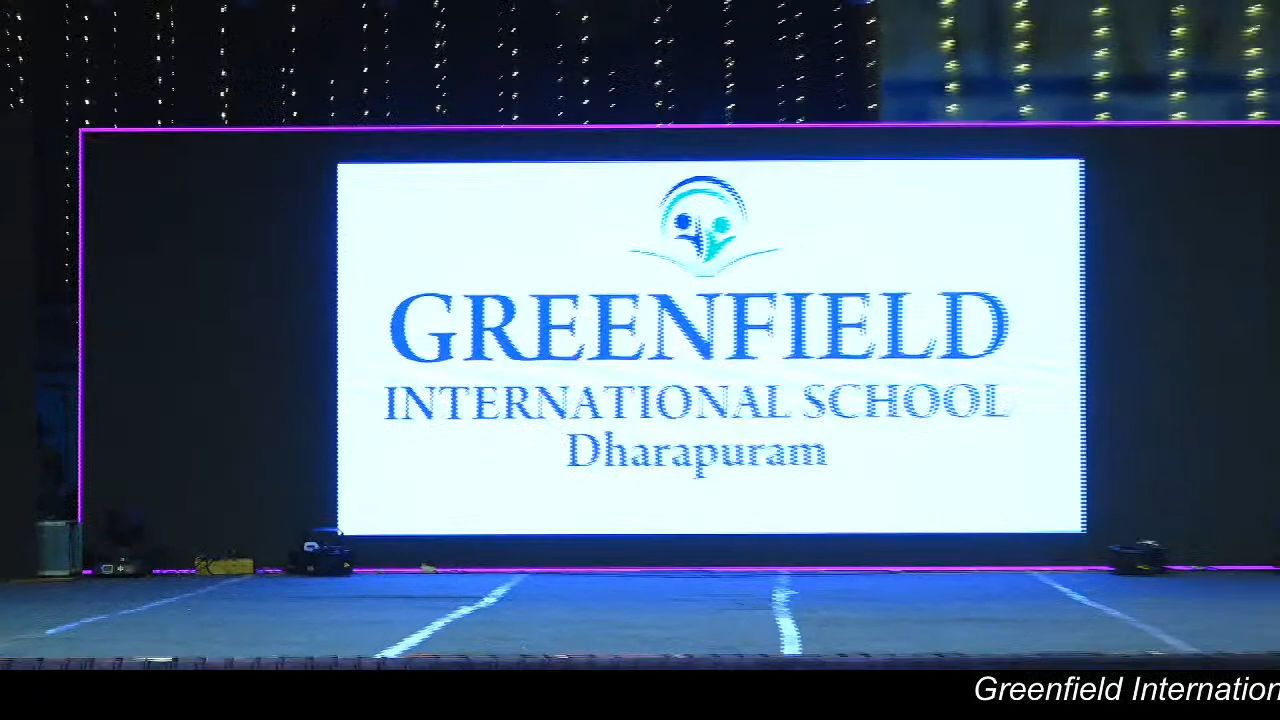 GREENFIELD
INTERNATIONAL SCHOOL
Dharapuram
Greenfield Internation